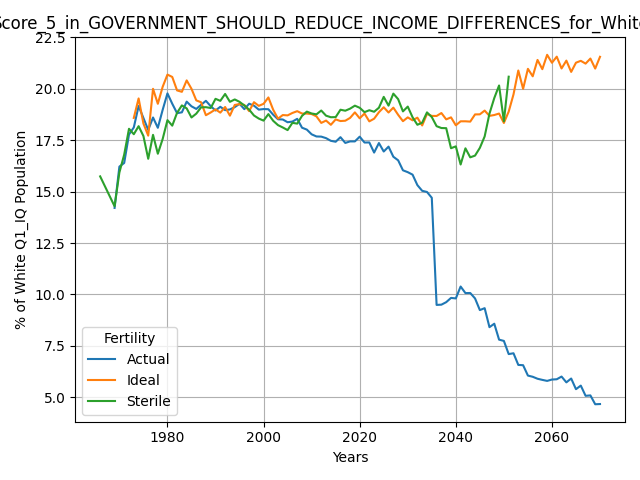 Score_5_in_GOVERNMENT_SHOULD_REDUCE_INCOME_DIFFERENCES_for_White
22.5
20.0
17.5
15.0
12.5
10.0
7.5
5.0
% of White Q1_IQ Population
Fertility
Actual
Ideal
Sterile
1980
2000
2020
2040
2060
Years